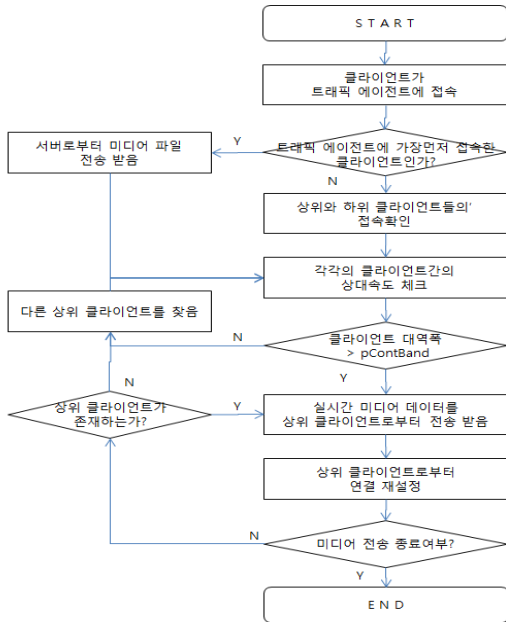 START
클라이언트가
트래픽 에이전트에 접속
서버로부터 미디어 파일
전송 받음
Y
트래픽 에이전트에 가장먼저 접속한
클라이언트인가?
N
상위와 하위 클라이언트들의'
접속확인
각각의 클라이언트간의
상대속도 체크
다른 상위 클라이언트를 찾음
N
클라이언트 대역폭
> pContBand
Y
N
상위 클라이언트가
존재하는가?
Y
실시간 미디어 데이터를
상위 클라이언트로부터 전송 받음
상위 클라이언트로부터
연결 재설정
N
미디어 전송 종료여부?
Y
END